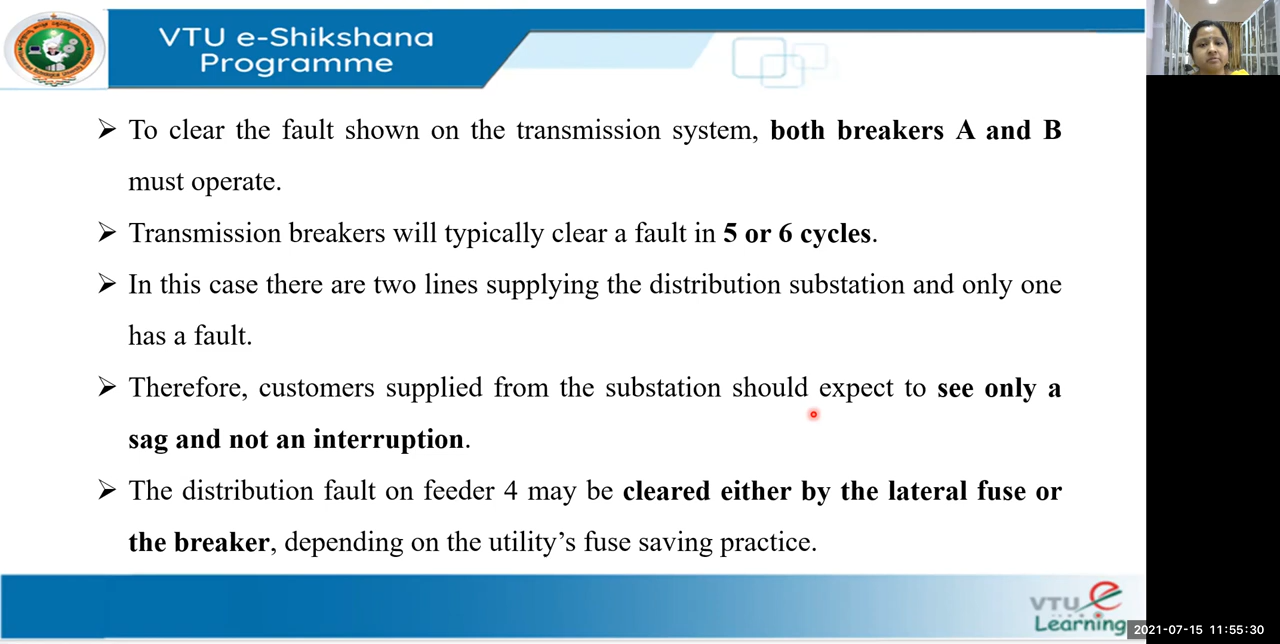 VTU e-Shikshana
Programme
➢ To clear the fault shown on the transmission system, both breakers A and B
must operate.
➢ Transmission breakers will typically clear a fault in 5 or 6 cycles.
➢ In this case there are two lines supplying the distribution substation and only one
has a fault.
➢ Therefore, customers supplied from the substation should expect to see only a
sag and not an interruption.
➢ The distribution fault on feeder 4 may be cleared either by the lateral fuse or
the breaker, depending on the utility’s fuse saving practice.
VTU e
Learning
2021-07-15 11:55:30